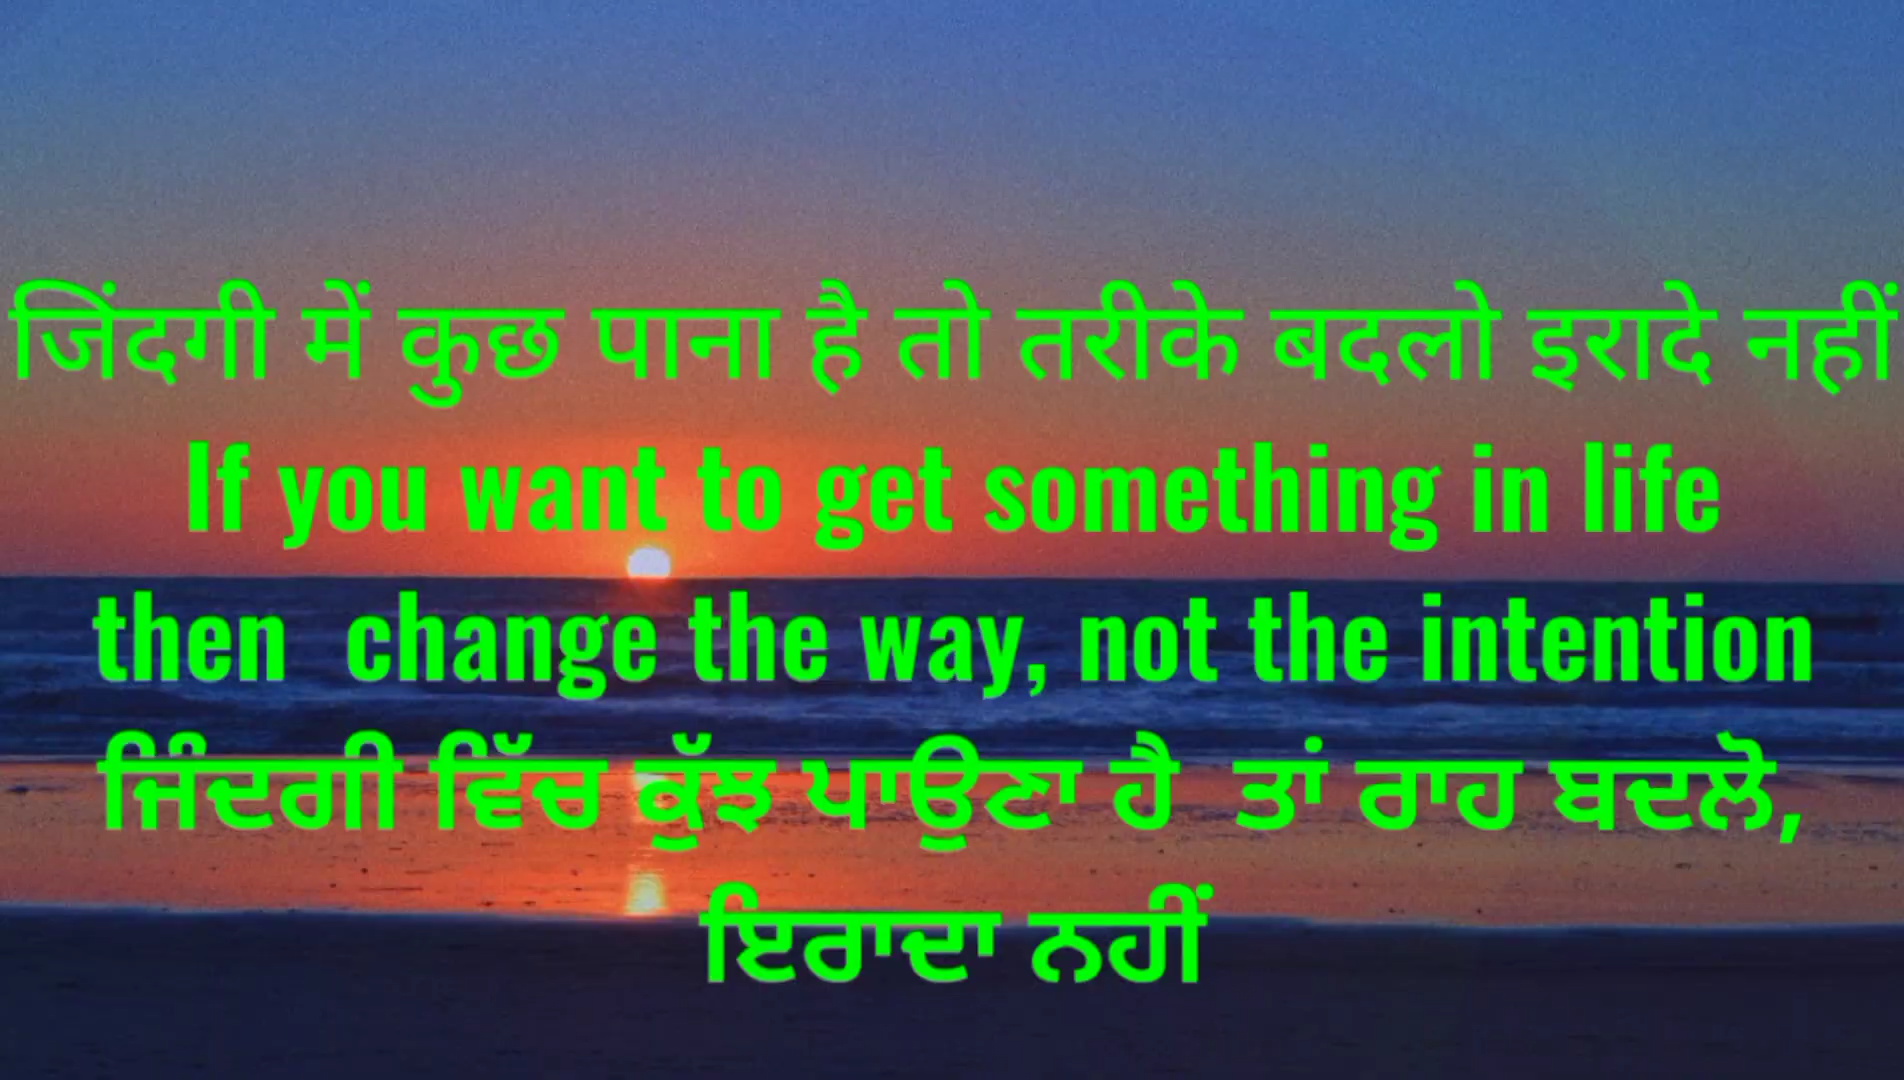 जिंदगी में कुछ पाना है तो तरीके बदलो इरादे नहीं
If you want to get something in life
then  change the way, not the intention
ਜਿੰਦਗੀ ਵਿੱਚ ਕੁੱਝ ਪਾਉਣਾ ਹੈ  ਤਾਂ ਰਾਹ ਬਦਲੋ,
ਇਰਾਦਾ ਨਹੀਂ